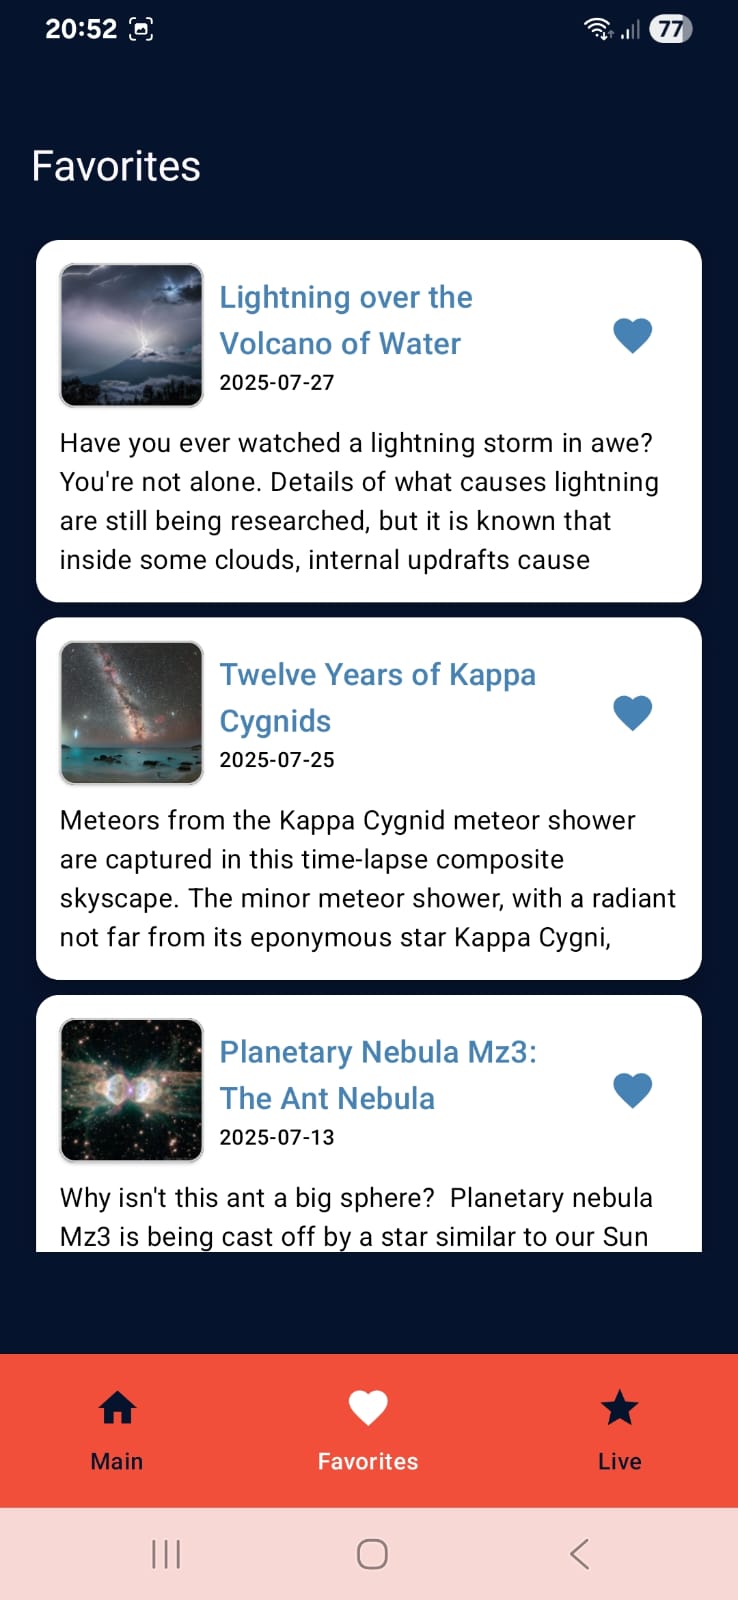 20:52
77
Favorites
Lightning over the
Volcano of Water
2025-07-27
Have you ever watched a lightning storm in awe?
You're not alone. Details of what causes lightning
are still being researched, but it is known that
inside some clouds, internal updrafts cause
Twelve Years of Kappa
Cygnids
2025-07-25
Meteors from the Kappa Cygnid meteor shower
are captured in this time-lapse composite
skyscape. The minor meteor shower, with a radiant
not far from its eponymous star Kappa Cygni,
Planetary Nebula Mz3:
The Ant Nebula
2025-07-13
Why isn't this ant a big sphere?  Planetary nebula
Mz3 is being cast off by a star similar to our Sun
Main
Favorites
Live